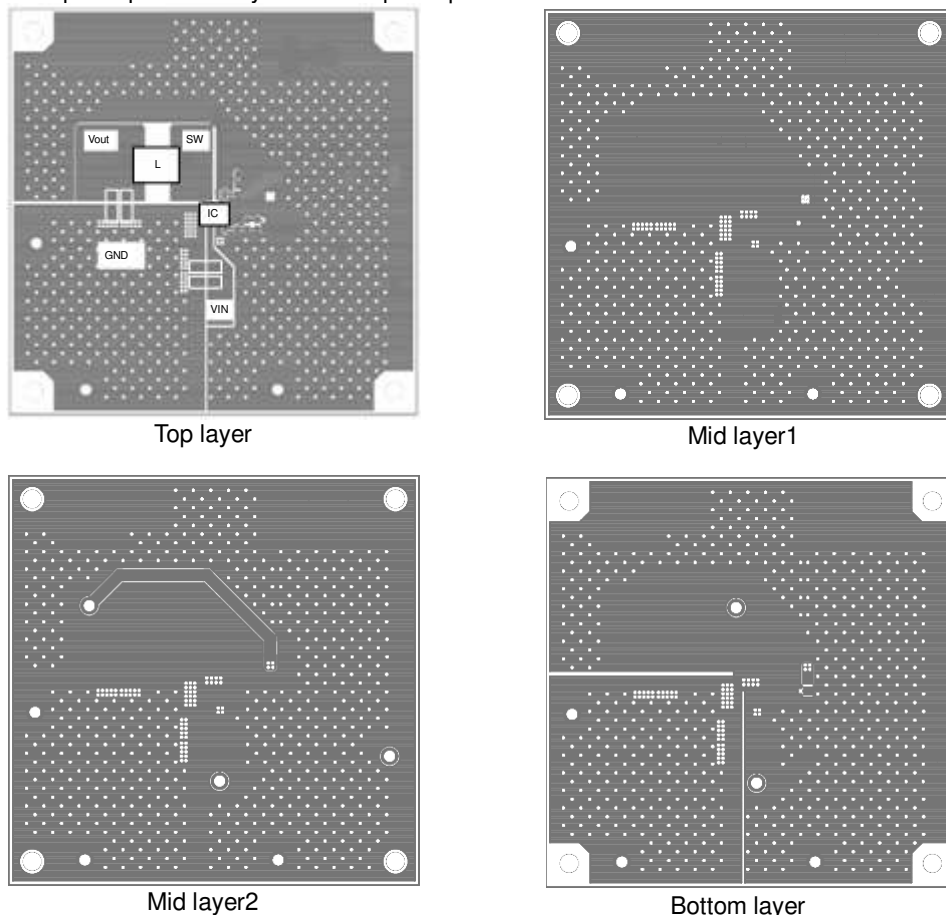 Vout
SW
L
IC
GND
VIN
Top layer
Mid layer1
Mid layer2
Bottom layer